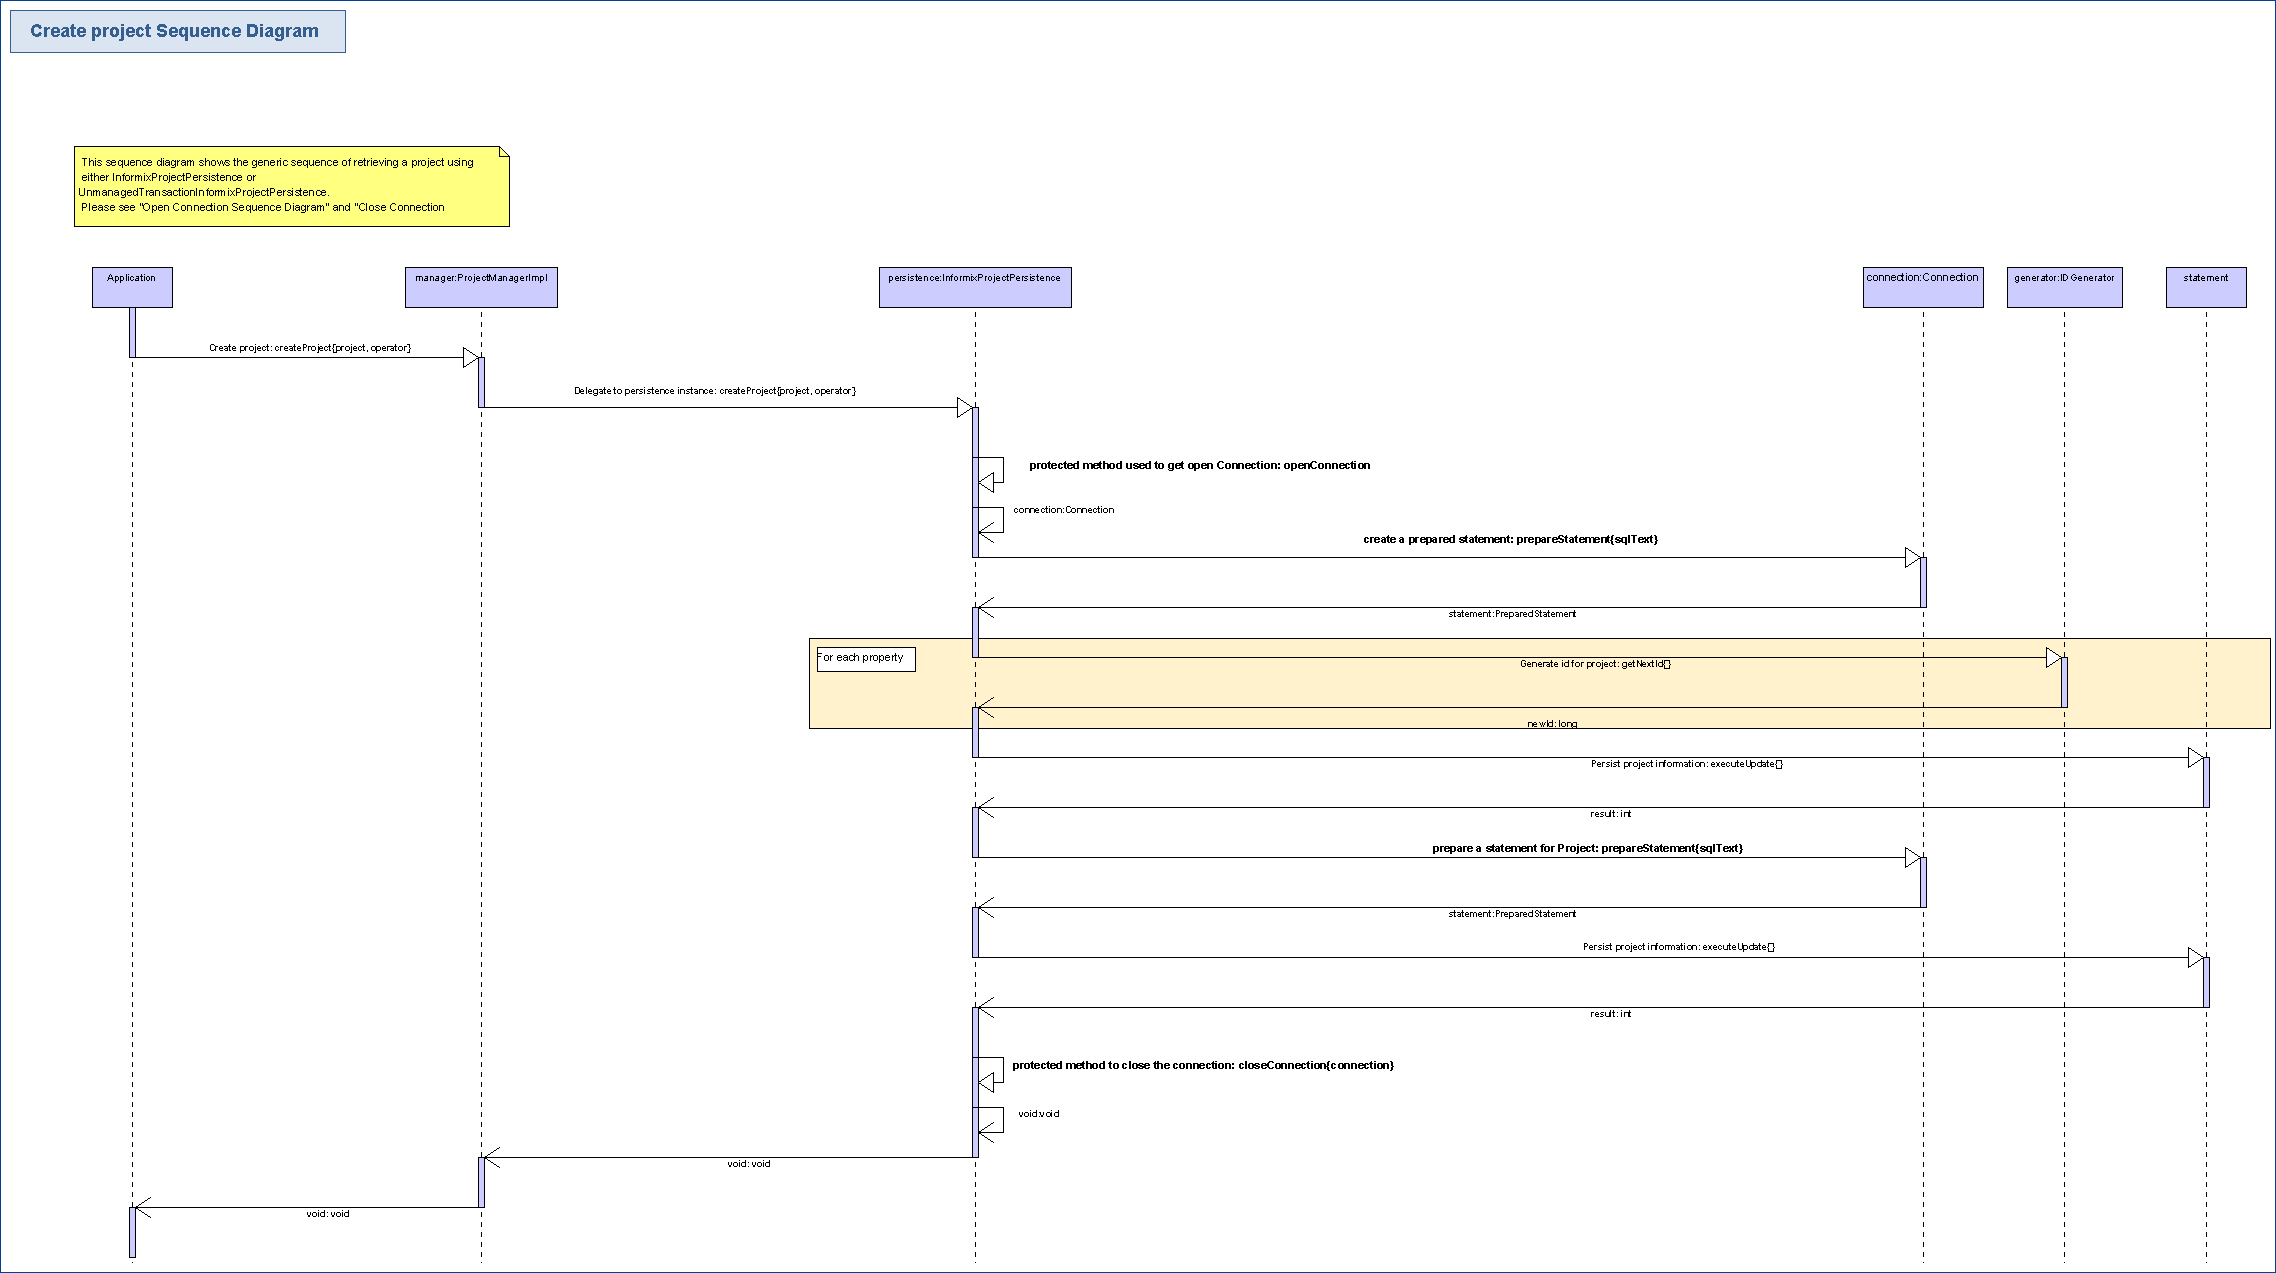 Create project Sequence Diagram
This sequence diagram shows the generic sequence of retrieving a project using
either InformixProjectPersistence or
UnmanagedTransactionInformixProjectPersistence.
Please see "Open Connection Sequence Diagram" and "Close Connection
Application
manager:ProjectManagerImpl
persistence:InformixProjectPersistence
connection:Connection
generator:IDGenerator
statement
Create project: createProject{project, operator}
Delegate to persistence instance: createProject{project, operator}
protected method used to get open Connection: openConnection
connection:Connection
create a prepared statement: prepareStatement{sqlText}
statement:PreparedStatement
For each property
Generate id for project: getNextId{}
newId: long
Persist project information: executeUpdate{}
result: int
prepare a statement for Project: prepareStatement{sqlText}
statement:PreparedStatement
Persist project information: executeUpdate{}
result: int
protected method to close the connection: closeConnection{connection}
void:void
void: void
void: void